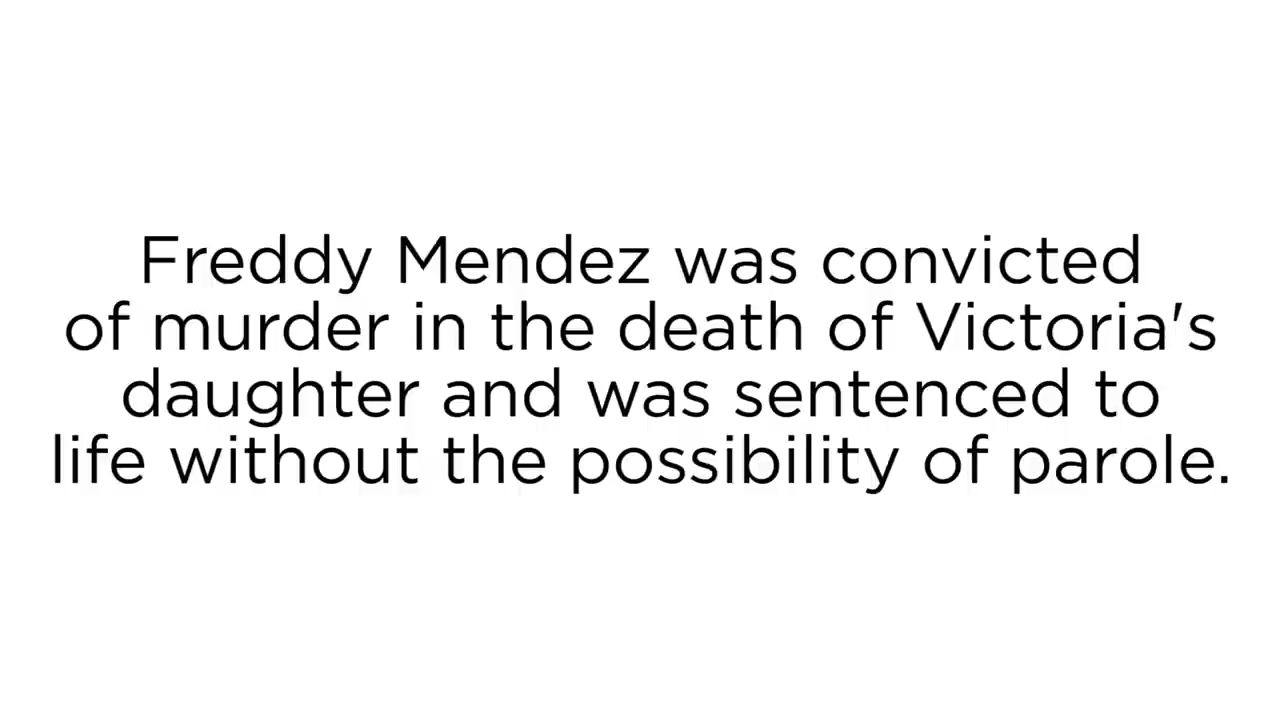 Freddy Mendez was convicted
of murder in the death of Victoria's
daughter and was sentenced to
life without the possibility of parole.